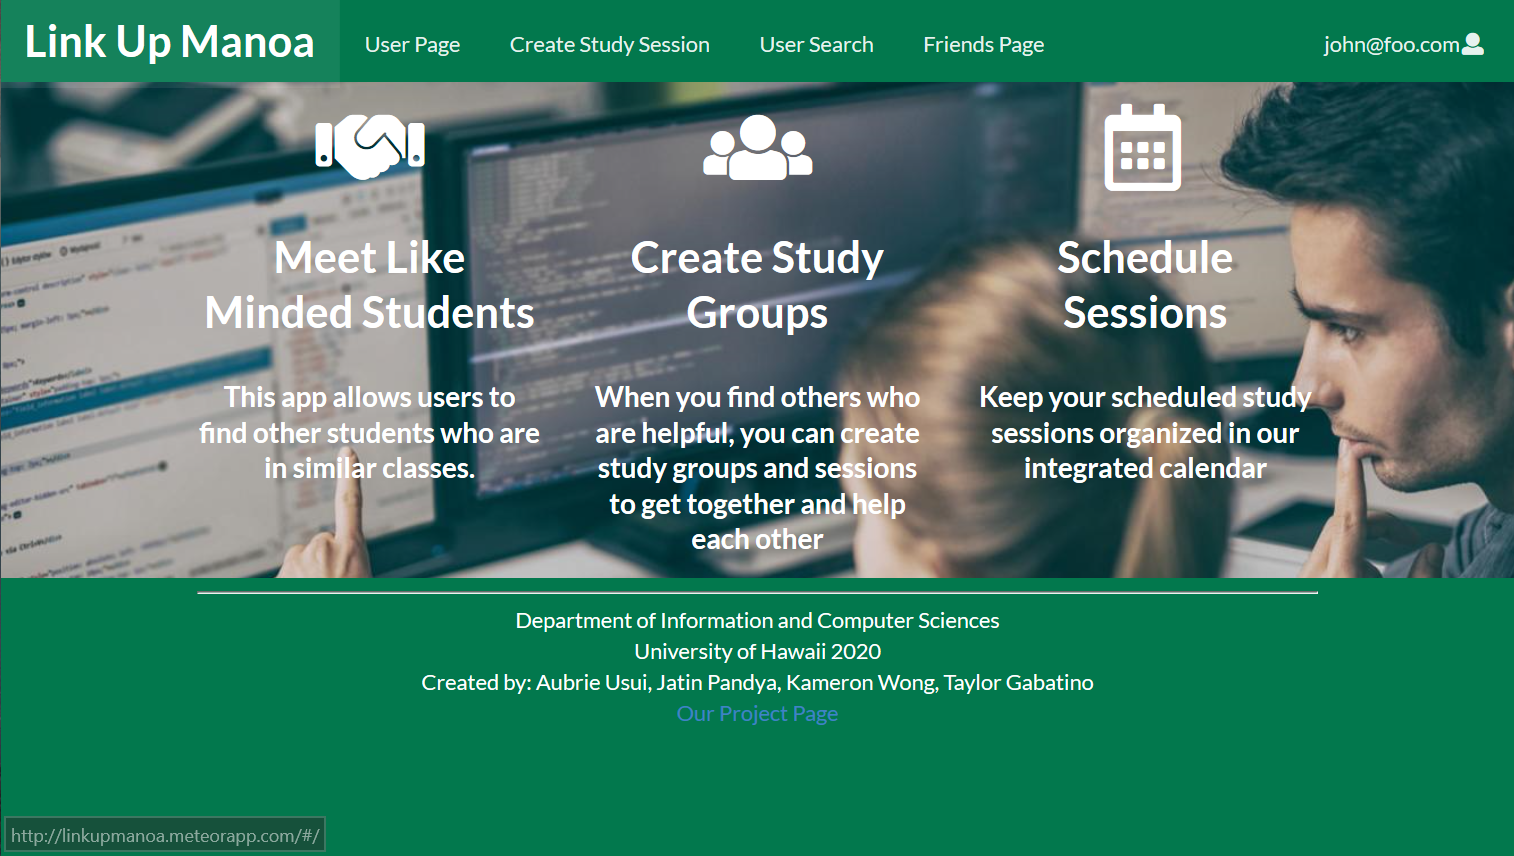 Link Up Manoa
User Page
Create Study Session
User Search
Friends Page
john@foo.com
Meet Like
Minded Students
This app allows users to
find other students who are
in similar classes.
Create Study
Groups
When you find others who
are helpful, you can create
study groups and sessions
to get together and help
each other
Schedule
Sessions
Keep your scheduled study
sessions organized in our
integrated calendar
Department of Information and Computer Sciences
University of Hawaii 2020
Created by: Aubrie Usui, Jatin Pandya, Kameron Wong, Taylor Gabatino
Our Project Page
http://linkupmanoa.meteorapp.com/#/